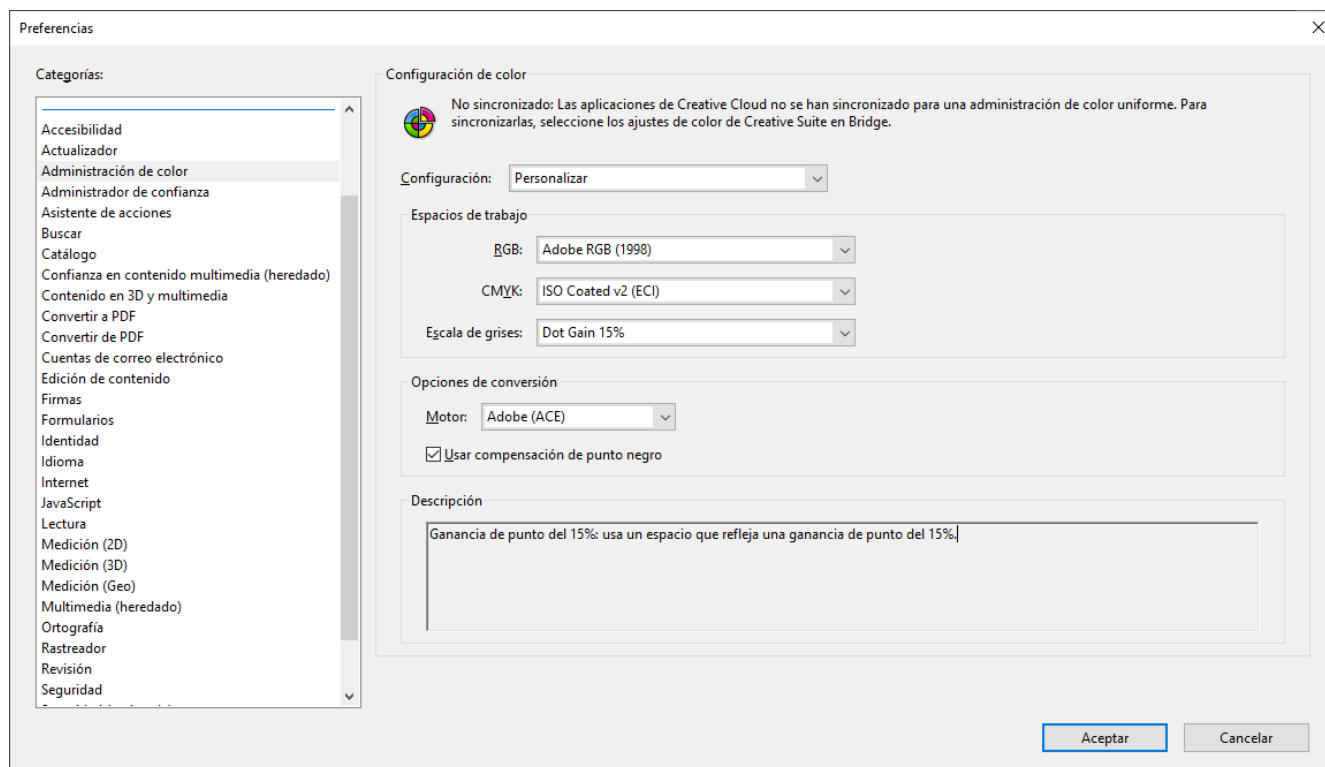 Preferencias
Categorías:
Accesibilidad
Actualizador
Administración de color
Administrador de confianza
Asistente de acciones
Buscar
Catálogo
Confianza en contenido multimedia (heredado)
Contenido en 3D y multimedia
Convertir a PDF
Convertir de PDF
Cuentas de correo electrónico
Edición de contenido
Firmas
Formularios
Identidad
Idioma
Internet
JavaScript
Lectura
Medición (2D)
Medición (3D)
Medición (Geo)
Multimedia (heredado)
Ortografía
Rastreador
Revisión
Seguridad
Configuración de color
No sincronizado: Las aplicaciones de Creative Cloud no se han sincronizado para una administración de color uniforme. Para
sincronizarlas, seleccione los ajustes de color de Creative Suite en Bridge.
Configuración: Personalizar
Espacios de trabajo
RGB: Adobe RGB (1998)
CMYK: ISO Coated v2 (ECI)
Escala de grises: Dot Gain 15%
Opciones de conversión
Motor: Adobe (ACE)
Usar compensación de punto negro
Descripción
Ganancia de punto del 15%: usa un espacio que refleja una ganancia de punto del 15%.
Aceptar Cancelar